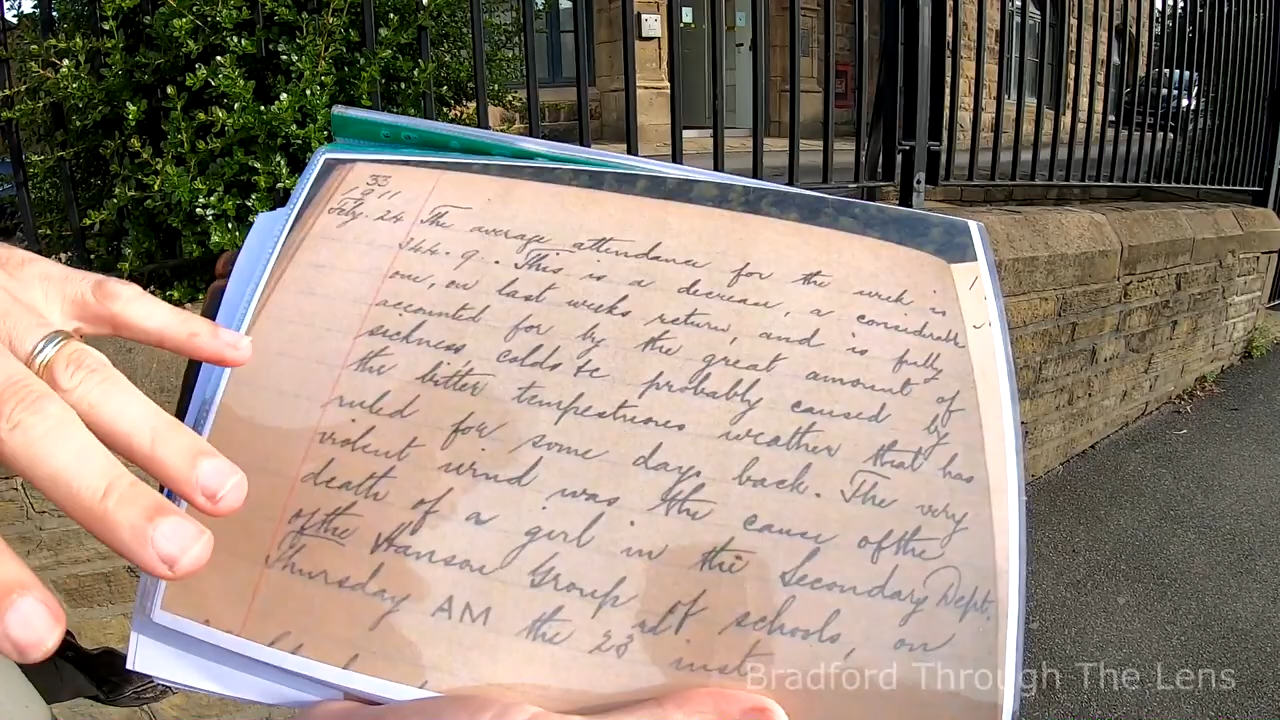 33
1911
Feby. 24 The average attendance for the week is
344.9. This is a decrease, a considerable
one, on last weeks return, and is fully
accounted for by the great amount of
sickness, colds &c probably caused by
the bitter tempestuous weather that has
ruled for some days back. The very
violent wind was the cause of the
death of a girl in the Secondary Dept.
of the Hanson Group of schools, on
Thursday AM the 23 inst
Bradford Through The Lens